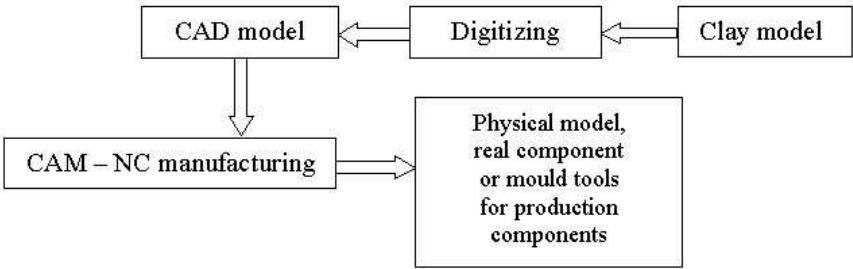 CAD model
Digitizing
Clay model
CAM – NC manufacturing
Physical model,
real component
or mould tools
for production
components